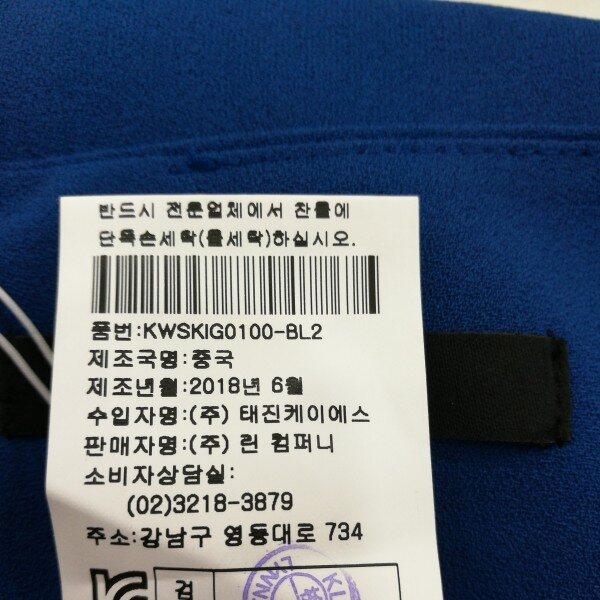 반드시 전문업체에서 찬물에
단독손세탁(물세탁)하십시오.
품번:KWSKIG0100-BL2
제조국명:중국
제조년월:2018년 6월
수입자명:(주) 태진케이에스
판매자명:(주) 린 컴퍼니
소비자상담실:
(02)3218-3879
주소:강남구 영동대로 734
검